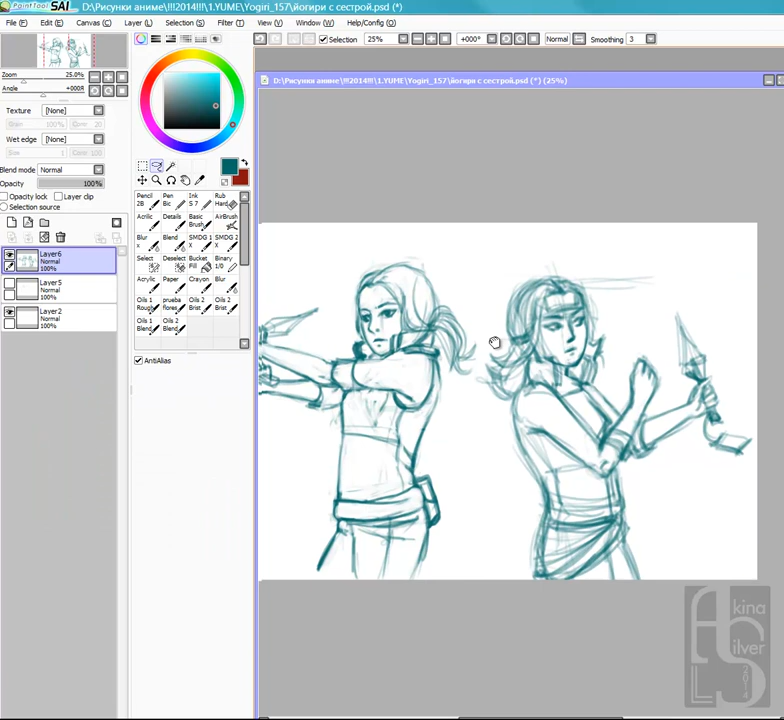 PaintTool SAI D:\Рисунки аниме\!!!2014!!!\1.YUME\Yogiri_157\йогири с сестрой.psd (*)
File (F) Edit (E) Canvas (C) Layer (L) Selection (S) Filter (T) View (V) Window (W) Help/Config (O)
Selection 25% +000° Normal Smoothing 3
D:\Рисунки аниме\!!!2014!!!\1.YUME\Yogiri_157\йогири с сестрой.psd (*) (25%)
Zoom 25.0%
Angle +000R
Texture [None]
100%
Wet edge [None]
Size 1
Blend mode Normal
Opacity 100%
Opacity lock Layer clip
Selection source
Layer6
Normal
100%
Layer5
Normal
100%
Layer2
Normal
100%
Pencil Pen Ink Rub
2B Bic S 7 Hard
Acrilic Details Basic AirBrush
Brush
Blur Blend SMDG 1 SMDG 2
x X X
Select Deselect Bucket Binary
Fill 1
Acrylic Paper Crayon Blur
Oils 1 prueba Oils 2 Oils 2
Rough flores Brist Brist
Oils 1 Oils 2
Blend Blend
AntiAlias
Akina
Silver
2014